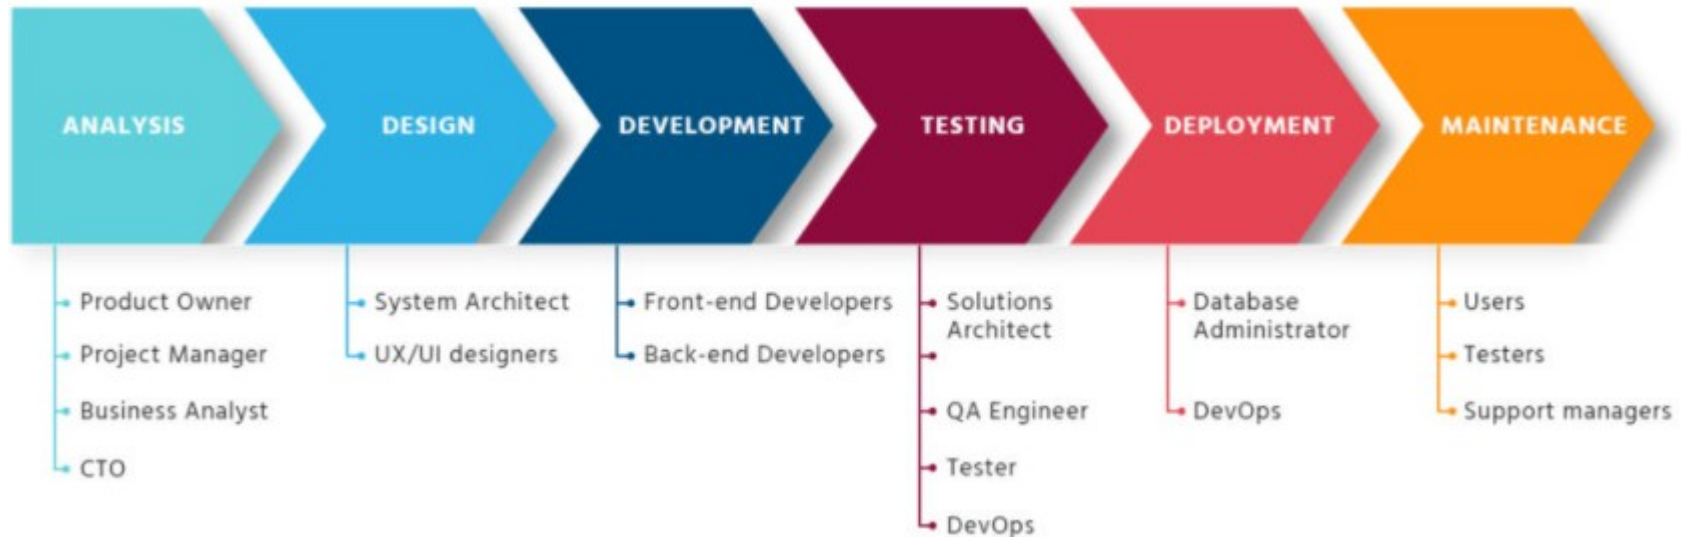 ANALYSIS
DESIGN
DEVELOPMENT
TESTING
DEPLOYMENT
MAINTENANCE
Product Owner
Project Manager
Business Analyst
CTO
System Architect
UX/UI designers
Front-end Developers
Back-end Developers
Solutions
Architect
QA Engineer
Tester
DevOps
Database
Administrator
DevOps
Users
Testers
Support managers